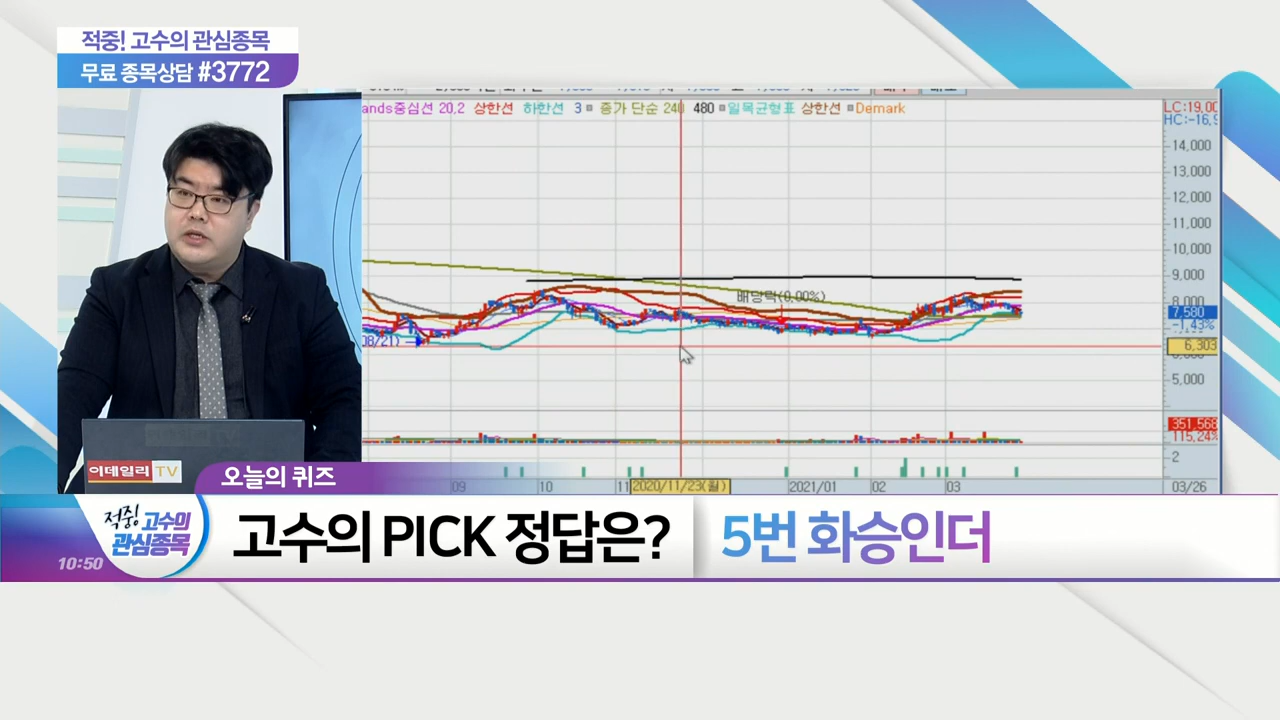 적중! 고수의 관심종목
무료 종목상담 #3772
ands중심선 20,2 상한선 하한선 3 종가 단순 240 480 일목균형표 상한선 Demark
LC:19,00
HC:-16,9
14,000
13,000
12,000
11,000
10,000
9,000
배당락(0,00%)
8,000
7,580
-1,43%
08/21)
6,303
5,000
351,568
115,24%
2
이데일리 TV
오늘의 퀴즈
09
10
11
2020/11/23(월)
2021/01
02
03
03/26
적중! 고수의
관심종목
10:50
고수의 PICK 정답은?
5번 화승인더